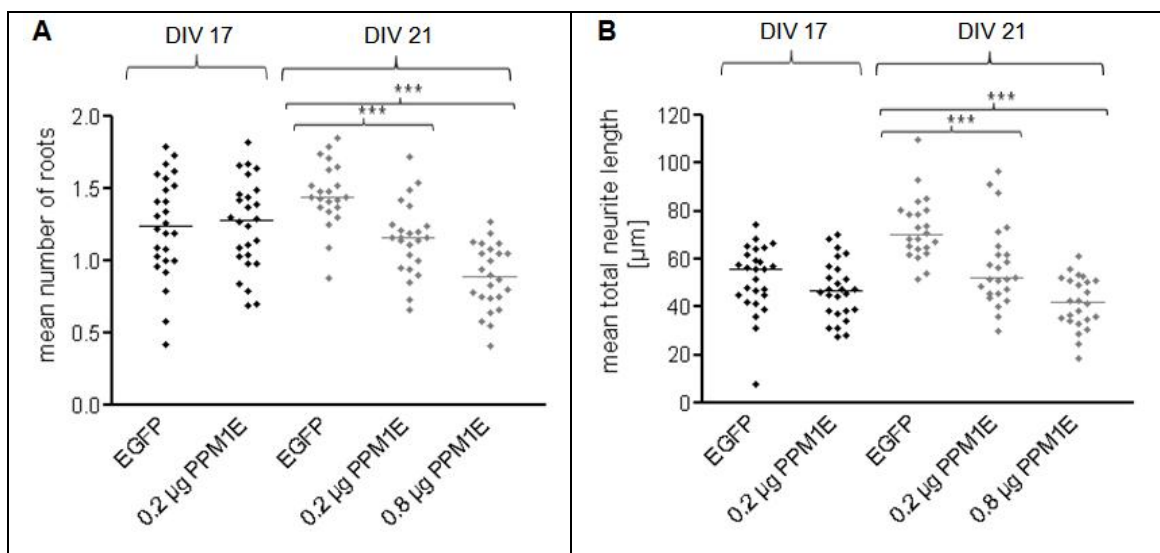 A
DIV 17 DIV 21
***
***
2.0
1.5
1.0
0.5
0.0
mean number of roots
EGFP
0.2 µg PPM1E
EGFP
0.2 µg PPM1E
0.8 µg PPM1E
B
DIV 17 DIV 21
***
***
120
100
80
60
40
20
0
mean total neurite length
[µm]
EGFP
0.2 µg PPM1E
EGFP
0.2 µg PPM1E
0.8 µg PPM1E